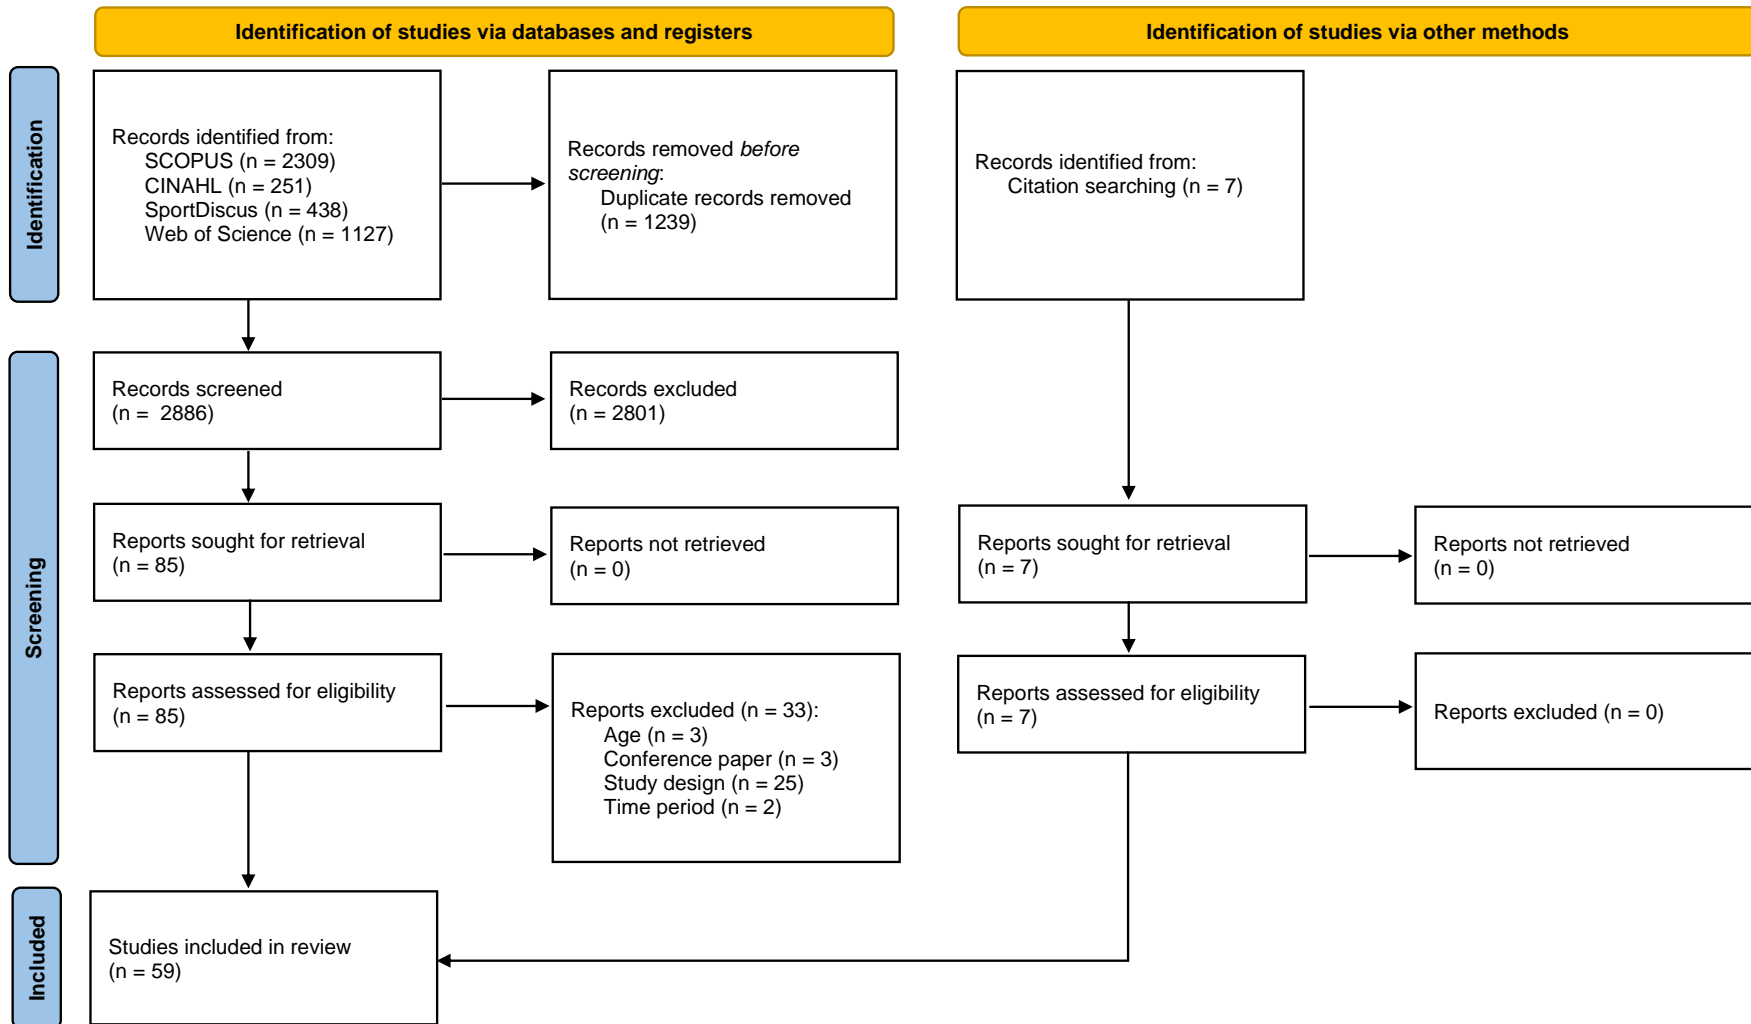 Identification of studies via databases and registers
Identification of studies via other methods
Identification
Records identified from:
SCOPUS (n = 2309)
CINAHL (n = 251)
SportDiscus (n = 438)
Web of Science (n = 1127)
Records removed before
screening:
Duplicate records removed
(n = 1239)
Records identified from:
Citation searching (n = 7)
Screening
Records screened
(n =  2886)
Records excluded
(n = 2801)
Reports sought for retrieval
(n = 85)
Reports not retrieved
(n = 0)
Reports sought for retrieval
(n = 7)
Reports not retrieved
(n = 0)
Reports assessed for eligibility
(n = 85)
Reports excluded (n = 33):
Age (n = 3)
Conference paper (n = 3)
Study design (n = 25)
Time period (n = 2)
Reports assessed for eligibility
(n = 7)
Reports excluded (n = 0)
Included
Studies included in review
(n = 59)